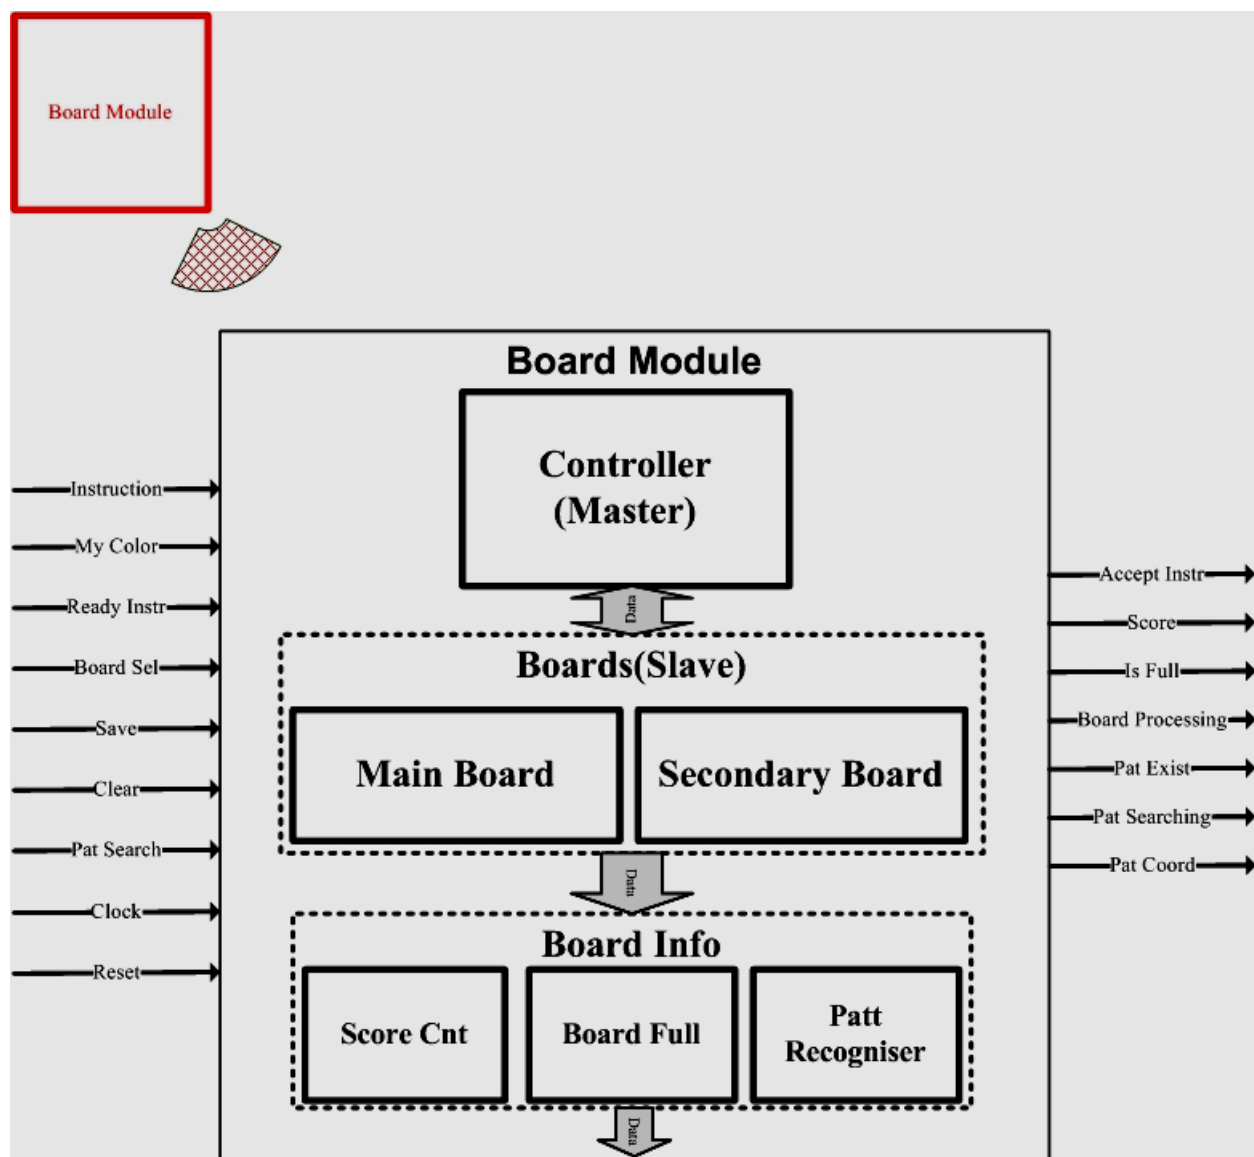 Board Module
Board Module
Controller
(Master)
Data
Boards(Slave)
Main Board
Secondary Board
Data
Board Info
Score Cnt
Board Full
Patt
Recogniser
Data
Instruction
My Color
Ready Instr
Board Sel
Save
Clear
Pat Search
Clock
Reset
Accept Instr
Score
Is Full
Board Processing
Pat Exist
Pat Searching
Pat Coord